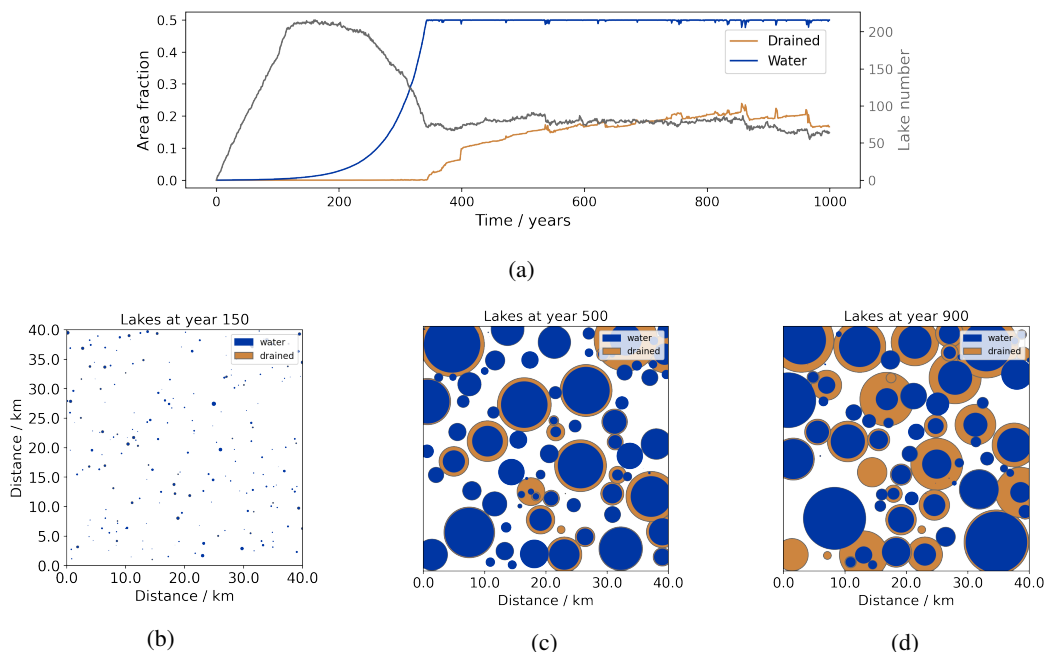 0.5
0.4
0.3
0.2
0.1
0.0
Area fraction
0
200
400
600
800
1000
Time / years
200
150
100
50
0
Lake number
Drained
Water
(a)
Lakes at year 150
40.0
35.0
30.0
25.0
20.0
15.0
10.0
5.0
0.0
Distance / km
0.0 10.0 20.0 30.0 40.0
Distance / km
water
drained
(b)
Lakes at year 500
water
drained
0.0 10.0 20.0 30.0 40.0
Distance / km
(c)
Lakes at year 900
water
drained
0.0 10.0 20.0 30.0 40.0
Distance / km
(d)